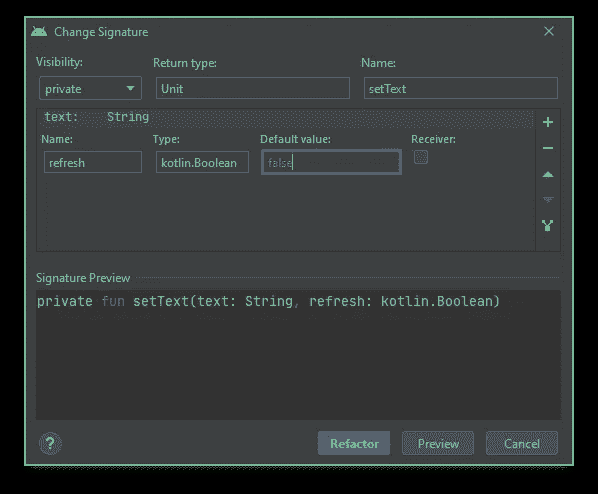 Change Signature
Visibility: Return type: Name:
private Unit setText
text: String
Name: Type: Default value: Receiver:
refresh kotlin.Boolean false
Signature Preview
private fun setText(text: String, refresh: kotlin.Boolean)
? Refactor Preview Cancel